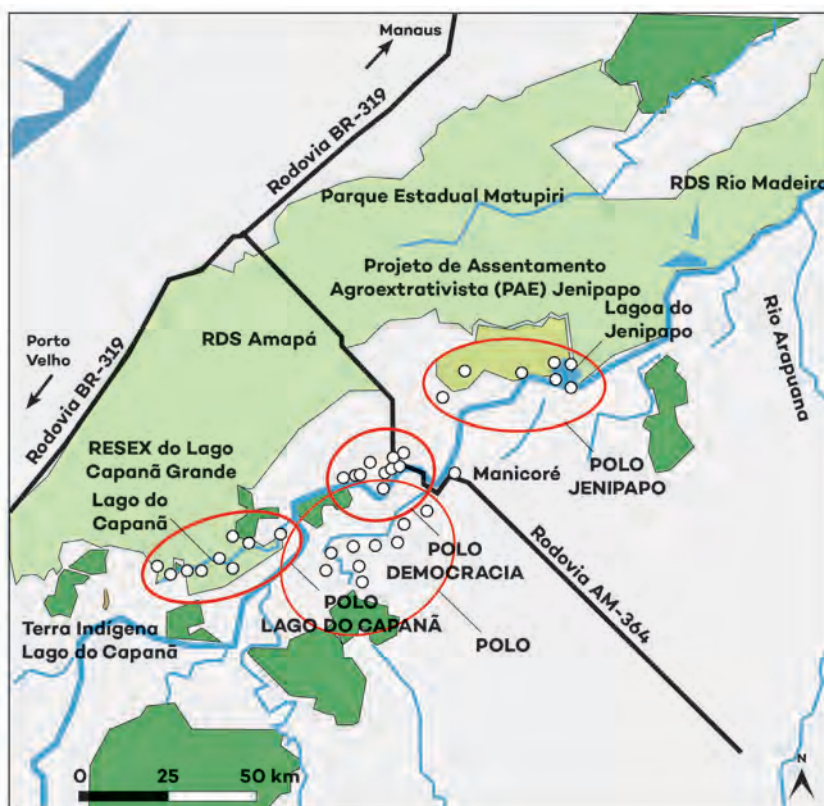 Manaus
Rodovia BR-319
Parque Estadual Matupiri
RDS Rio Madeira
Projeto de Assentamento
Agroextrativista (PAE) Jenipapo
Lagoa do
Jenipapo
Rio Arapuana
Porto
Velho
RDS Amapá
Rodovia BR-319
RESEX do Lago
Capanã Grande
Lago do
Capanã
Manicoré
POLO
JENIPAPO
POLO
DEMOCRACIA
Rodovia AM-364
POLO
LAGO DO CAPANÃ
POLO
Terra Indígena
Lago do Capanã
0 25 50 km
N